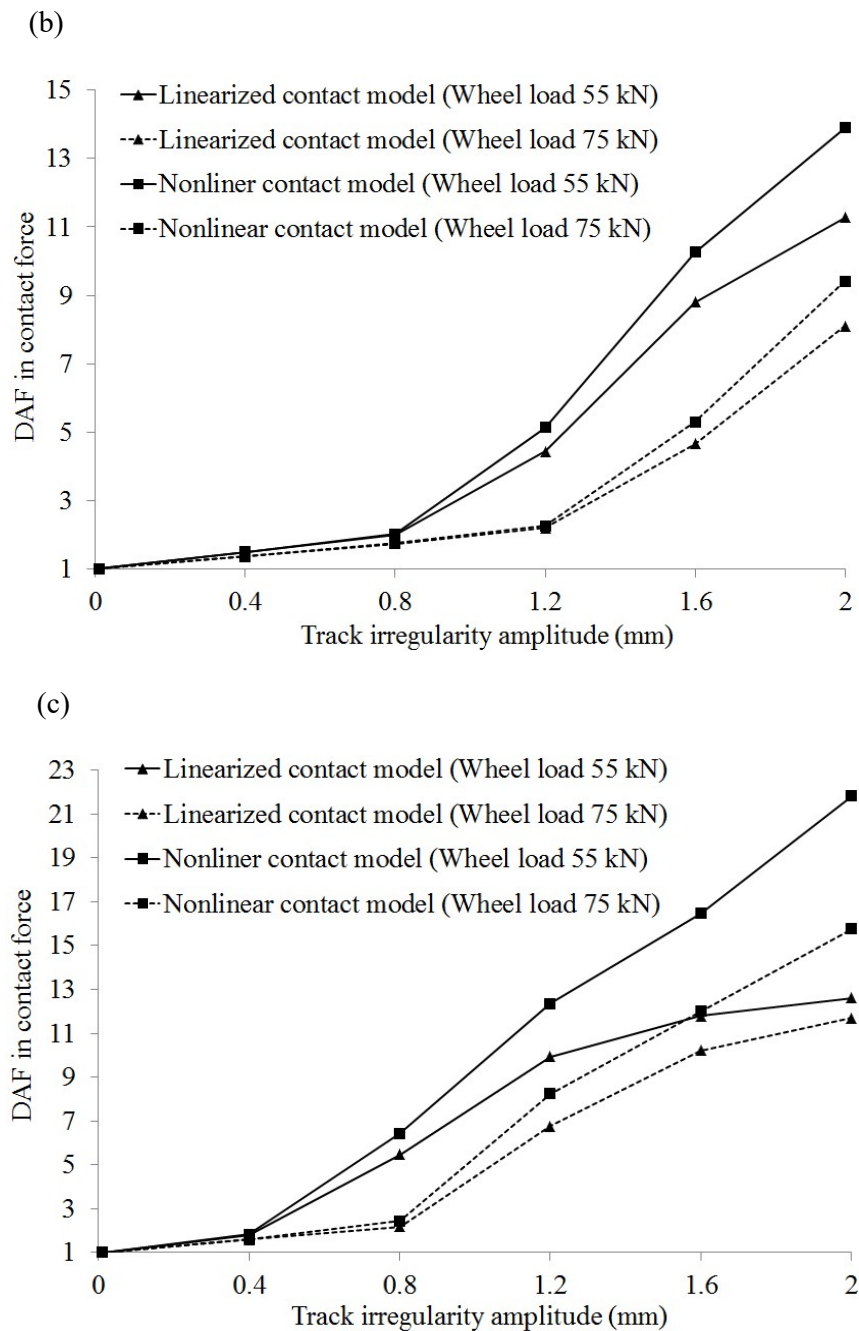 (b)
15
13
11
9
7
5
3
1
DAF in contact force
Linearized contact model (Wheel load 55 kN)
Linearized contact model (Wheel load 75 kN)
Nonliner contact model (Wheel load 55 kN)
Nonlinear contact model (Wheel load 75 kN)
0 0.4 0.8 1.2 1.6 2
Track irregularity amplitude (mm)
(c)
23
21
19
17
15
13
11
9
7
5
3
1
DAF in contact force
Linearized contact model (Wheel load 55 kN)
Linearized contact model (Wheel load 75 kN)
Nonliner contact model (Wheel load 55 kN)
Nonlinear contact model (Wheel load 75 kN)
0 0.4 0.8 1.2 1.6 2
Track irregularity amplitude (mm)